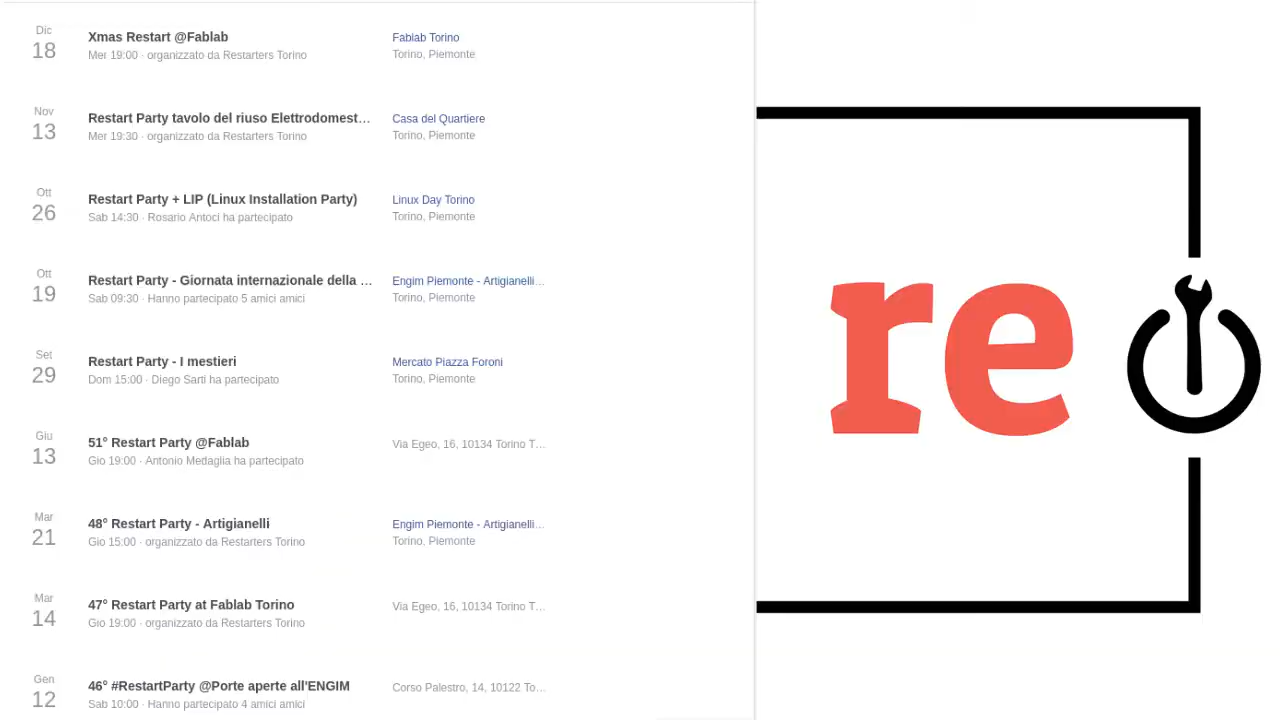 Dic
18
Xmas Restart @Fablab
Mer 19:00 · organizzato da Restarters Torino
Fablab Torino
Torino, Piemonte
Nov
13
Restart Party tavolo del riuso Elettrodomest...
Mer 19:30 · organizzato da Restarters Torino
Casa del Quartiere
Torino, Piemonte
Ott
26
Restart Party + LIP (Linux Installation Party)
Sab 14:30 · Rosario Antoci ha partecipato
Linux Day Torino
Torino, Piemonte
Ott
19
Restart Party - Giornata internazionale della ...
Sab 09:30 · Hanno partecipato 5 amici amici
Engim Piemonte - Artigianelli...
Torino, Piemonte
Set
29
Restart Party - I mestieri
Dom 15:00 · Diego Sarti ha partecipato
Mercato Piazza Foroni
Torino, Piemonte
Giu
13
51° Restart Party @Fablab
Gio 19:00 · Antonio Medaglia ha partecipato
Via Egeo, 16, 10134 Torino T...
Mar
21
48° Restart Party - Artigianelli
Gio 15:00 · organizzato da Restarters Torino
Engim Piemonte - Artigianelli...
Torino, Piemonte
Mar
14
47° Restart Party at Fablab Torino
Gio 19:00 · organizzato da Restarters Torino
Via Egeo, 16, 10134 Torino T...
Gen
12
46° #RestartParty @Porte aperte all'ENGIM
Sab 10:00 · Hanno partecipato 4 amici amici
Corso Palestro, 14, 10122 To...
re